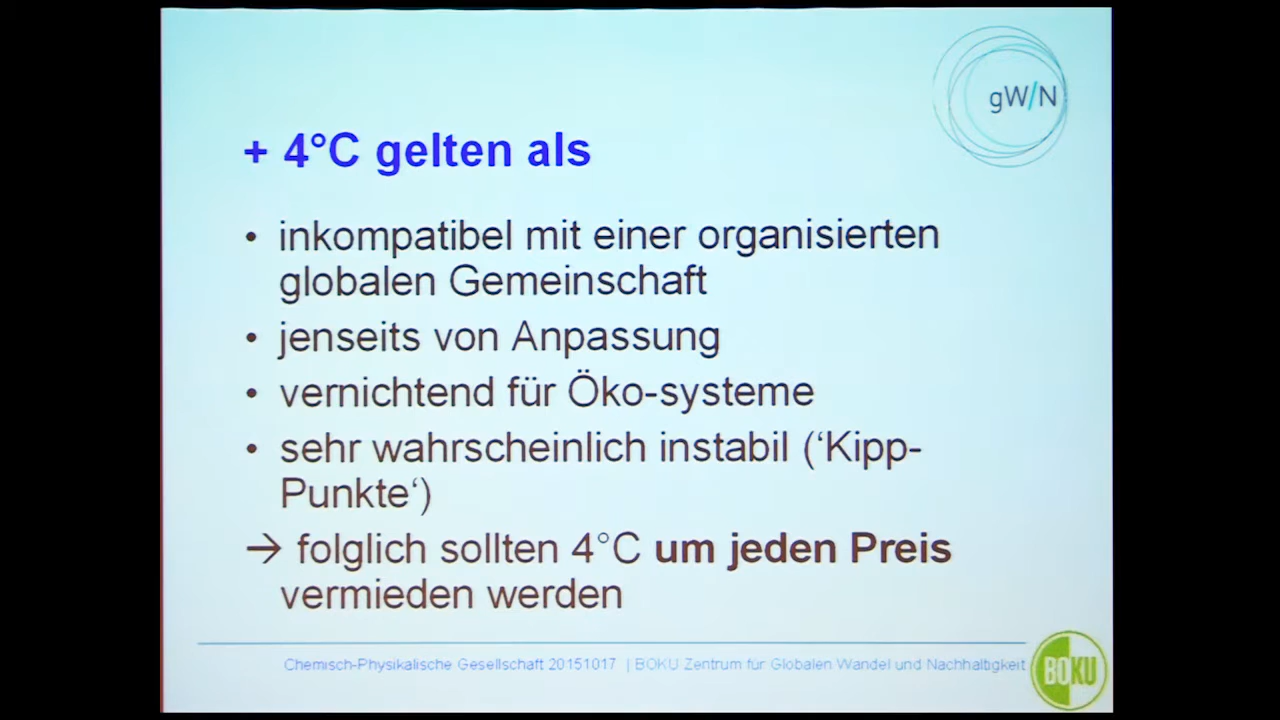 gW/N
+ 4°C gelten als
• inkompatibel mit einer organisierten
globalen Gemeinschaft
• jenseits von Anpassung
• vernichtend für Öko-systeme
• sehr wahrscheinlich instabil (‘Kipp-
Punkte‘)
→ folglich sollten 4°C um jeden Preis
vermieden werden
Chemisch-Physikalische Gesellschaft 20151017 | BOKU Zentrum für Globalen Wandel und Nachhaltigkeit
BOKU